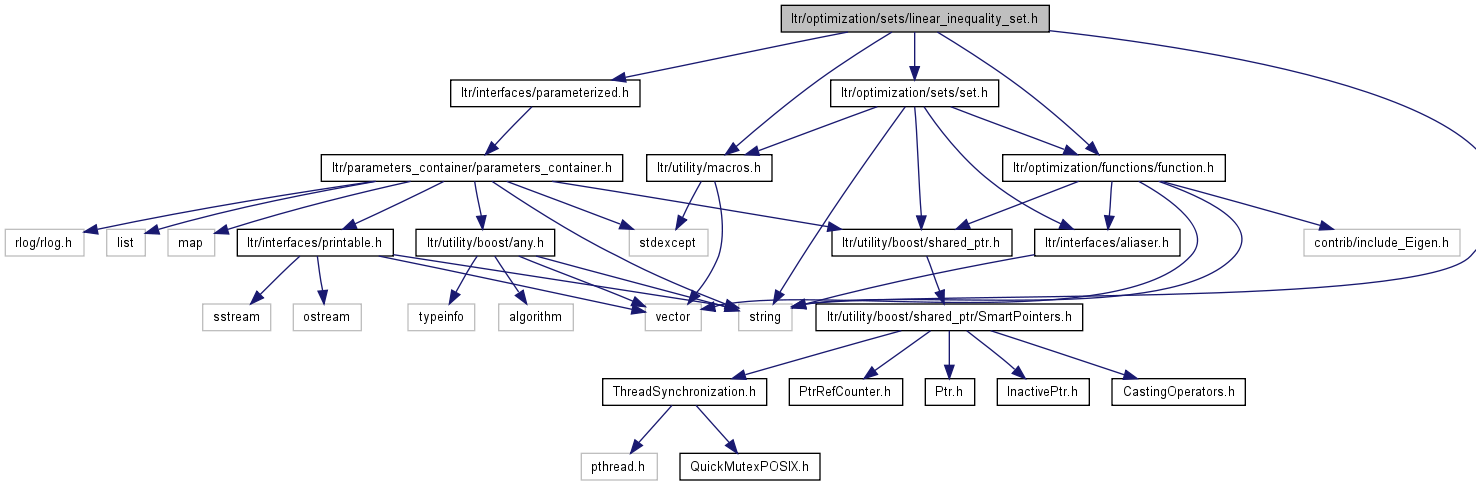 ltr/optimization/sets/linear_inequality_set.h
ltr/interfaces/parameterized.h
ltr/optimization/sets/set.h
ltr/parameters_container/parameters_container.h
ltr/utility/macros.h
ltr/optimization/functions/function.h
rlog/rlog.h
list
map
ltr/interfaces/printable.h
ltr/utility/boost/any.h
stdexcept
ltr/utility/boost/shared_ptr.h
ltr/interfaces/aliaser.h
contrib/include_Eigen.h
sstream
ostream
typeinfo
algorithm
vector
string
ltr/utility/boost/shared_ptr/SmartPointers.h
ThreadSynchronization.h
PtrRefCounter.h
Ptr.h
InactivePtr.h
CastingOperators.h
pthread.h
QuickMutexPOSIX.h